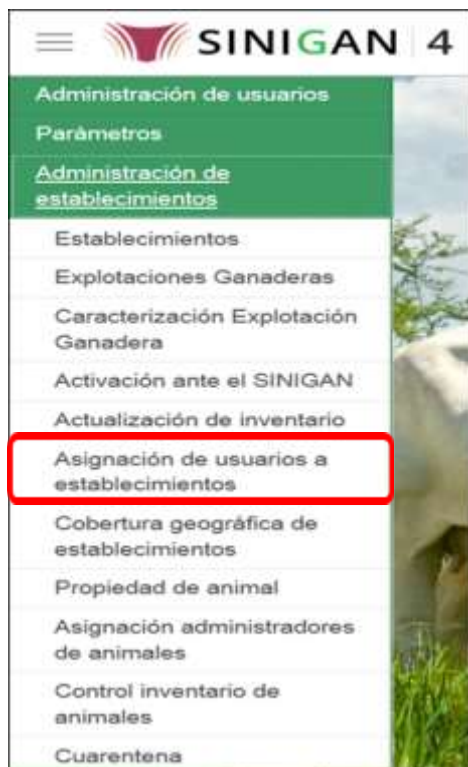 SINIGAN 4
Administración de usuarios
Parámetros
Administración de
establecimientos
Establecimientos
Explotaciones Ganaderas
Caracterización Explotación
Ganadera
Activación ante el SINIGAN
Actualización de inventario
Asignación de usuarios a
establecimientos
Cobertura geográfica de
establecimientos
Propiedad de animal
Asignación administradores
de animales
Control inventario de
animales
Cuarentena